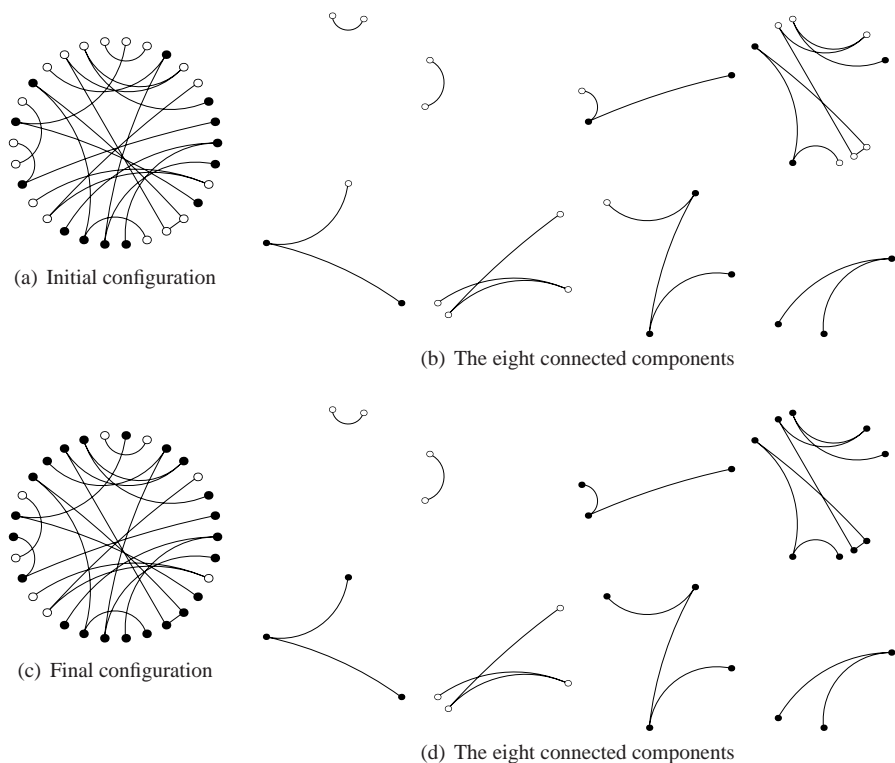 (a) Initial configuration
(b) The eight connected components
(c) Final configuration
(d) The eight connected components